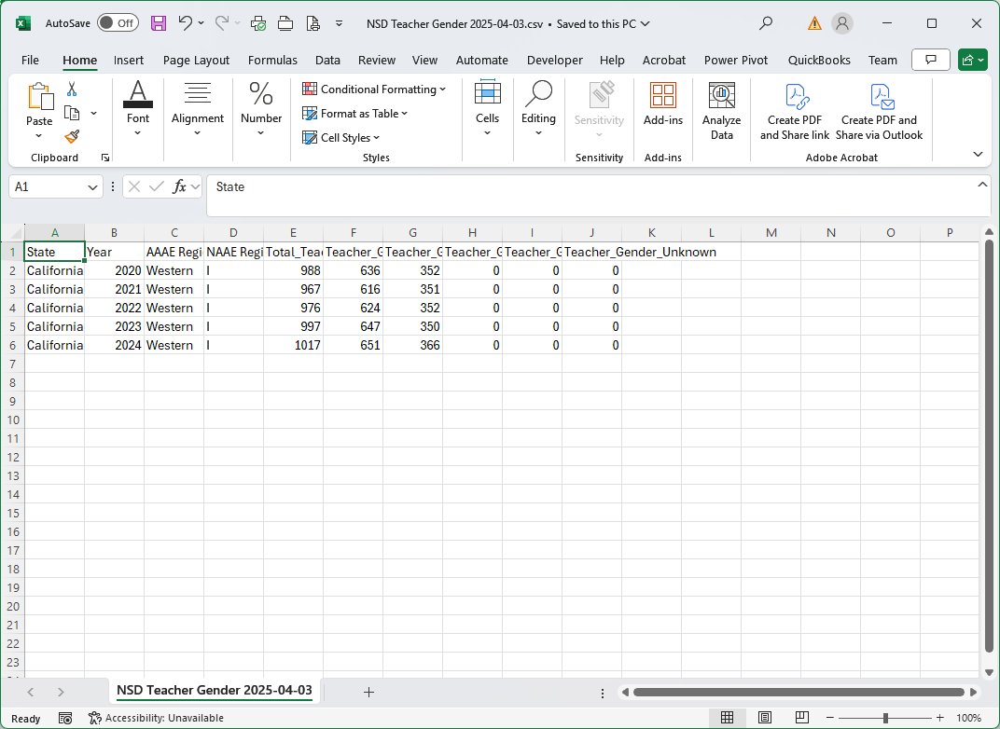 AutoSave Off NSD Teacher Gender 2025-04-03.csv • Saved to this PC
File Home Insert Page Layout Formulas Data Review View Automate Developer Help Acrobat Power Pivot QuickBooks Team
Paste
Clipboard
Font
Alignment
Number
%
Conditional Formatting
Format as Table
Cell Styles
Styles
Cells
Editing
Sensitivity
Sensitivity
Add-ins
Add-ins
Analyze
Data
Create PDF
and Share link
Create PDF and
Share via Outlook
Adobe Acrobat
A1 fx State
A B C D E F G H I J K L M N O P
1 State Year AAAE Regi NAAE Regi Total_Teac Teacher_G Teacher_G Teacher_G Teacher_G Teacher_Gender_Unknown
2 California 2020 Western I 988 636 352 0 0 0
3 California 2021 Western I 967 616 351 0 0 0
4 California 2022 Western I 976 624 352 0 0 0
5 California 2023 Western I 997 647 350 0 0 0
6 California 2024 Western I 1017 651 366 0 0 0
7
8
9
10
11
12
13
14
15
16
17
18
19
20
21
22
23
NSD Teacher Gender 2025-04-03
Ready Accessibility: Unavailable 100%